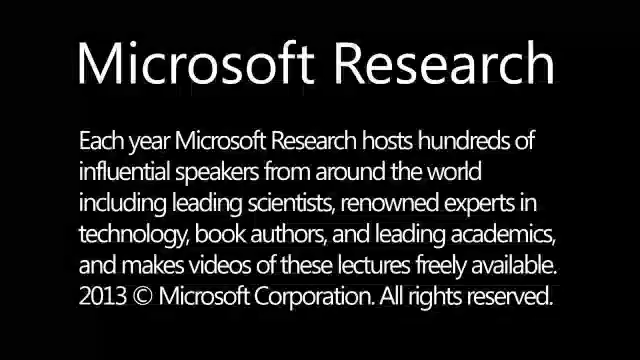 Microsoft Research
Each year Microsoft Research hosts hundreds of
influential speakers from around the world
including leading scientists, renowned experts in
technology, book authors, and leading academics,
and makes videos of these lectures freely available.
2013 © Microsoft Corporation. All rights reserved.